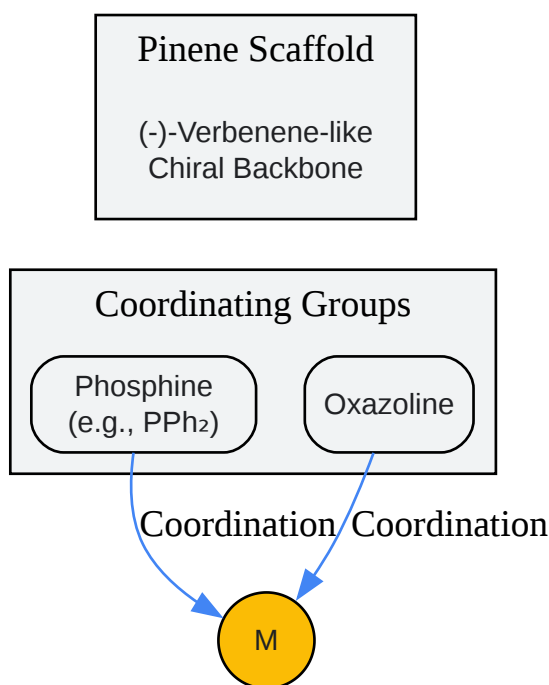 Pinene Scaffold
(-)-Verbenene-like
Chiral Backbone
Coordinating Groups
Phosphine
(e.g., PPh₂)
Oxazoline
Coordination
Coordination
M